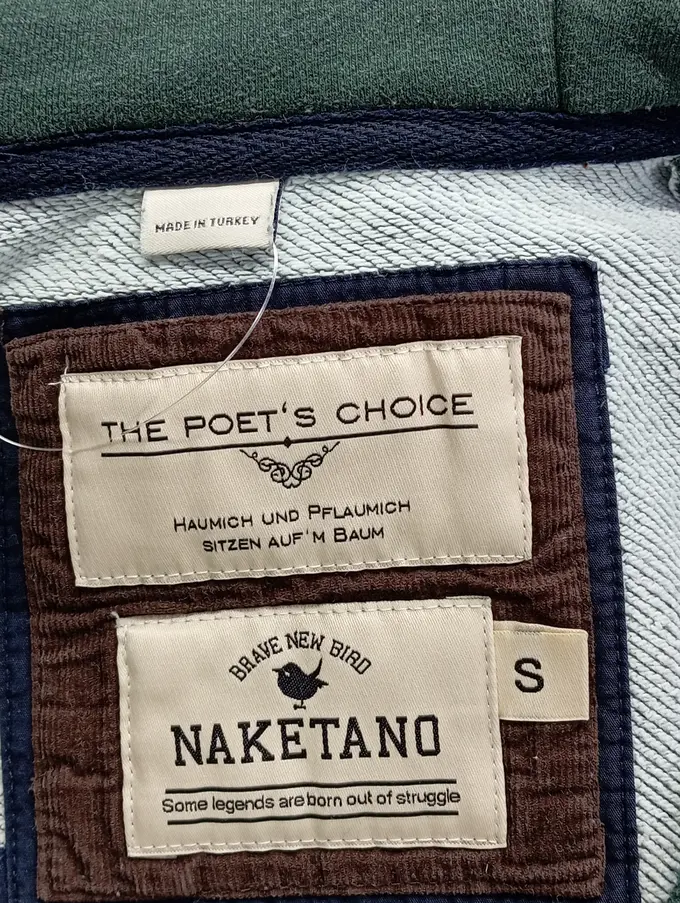 MADE IN TURKEY
THE POET'S CHOICE
HAUMICH UND PFLAUMICH
SITZEN AUF'M BAUM
BRAVE NEW BIRD
NAKETANO
Some legends are born out of struggle
S